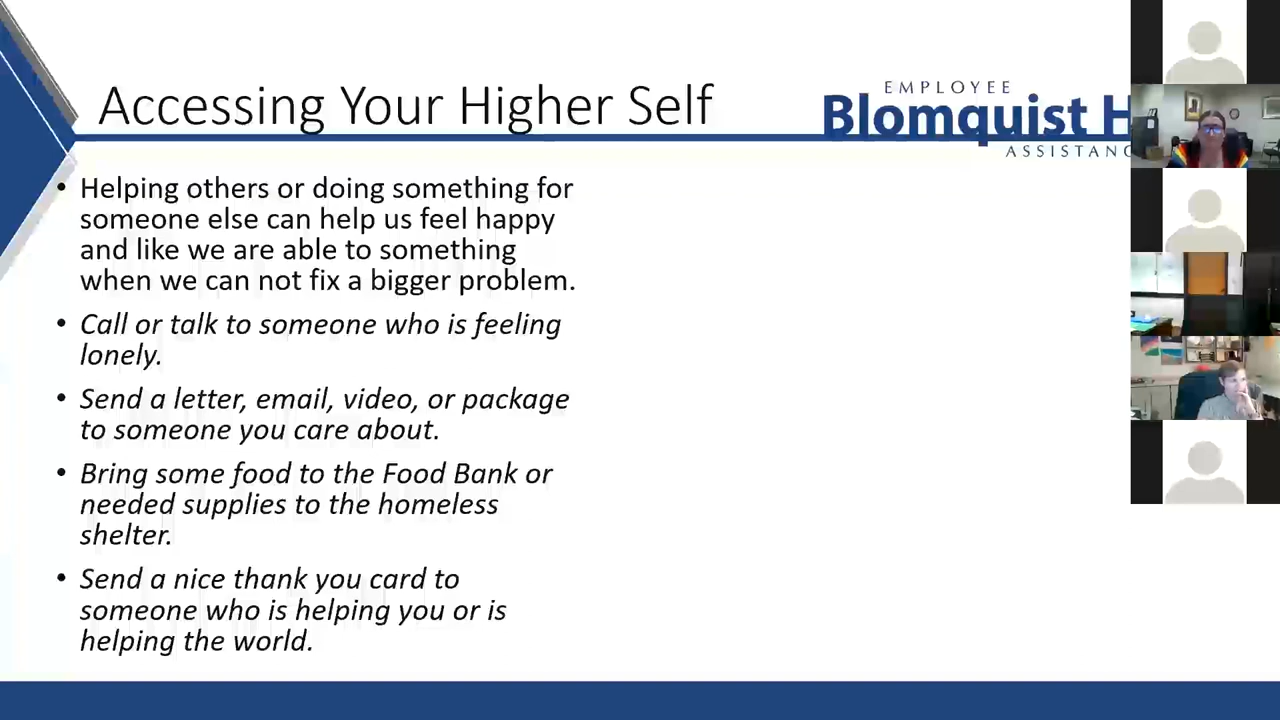 Accessing Your Higher Self
EMPLOYEE
Blomquist H
ASSISTANC
• Helping others or doing something for
someone else can help us feel happy
and like we are able to something
when we can not fix a bigger problem.
• Call or talk to someone who is feeling
lonely.
• Send a letter, email, video, or package
to someone you care about.
• Bring some food to the Food Bank or
needed supplies to the homeless
shelter.
• Send a nice thank you card to
someone who is helping you or is
helping the world.